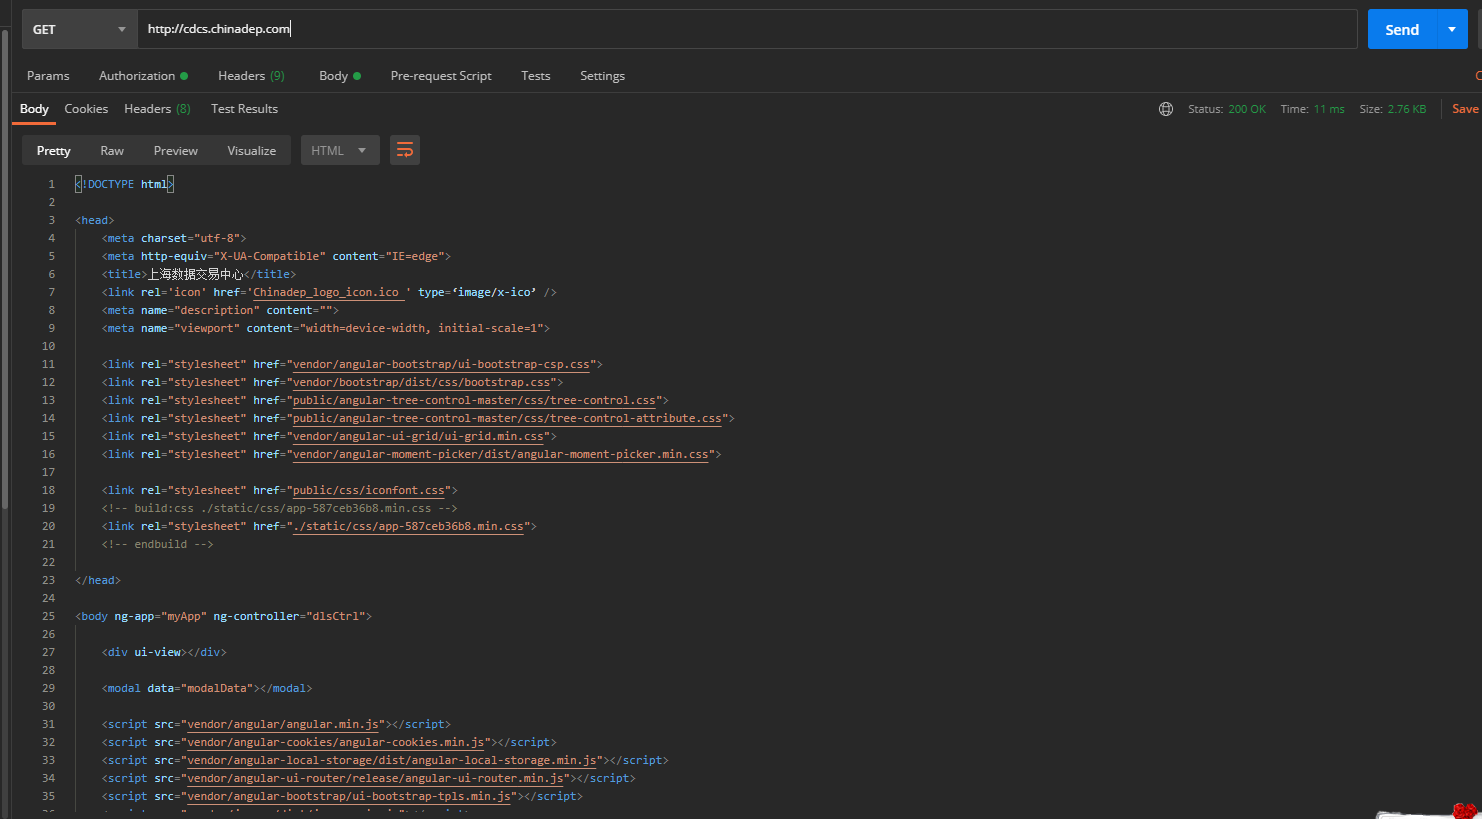 GET http://cdcs.chinadep.com Send
Params Authorization Headers (9) Body Pre-request Script Tests Settings
Body Cookies Headers (8) Test Results Status: 200 OK Time: 11 ms Size: 2.76 KB Save
Pretty Raw Preview Visualize HTML
1 <!DOCTYPE html>
2
3 <head>
4 <meta charset="utf-8">
5 <meta http-equiv="X-UA-Compatible" content="IE=edge">
6 <title>上海数据交易中心</title>
7 <link rel='icon' href='Chinadep_logo_icon.ico ' type=‘image/x-ico’ />
8 <meta name="description" content="">
9 <meta name="viewport" content="width=device-width, initial-scale=1">
10
11 <link rel="stylesheet" href="vendor/angular-bootstrap/ui-bootstrap-csp.css">
12 <link rel="stylesheet" href="vendor/bootstrap/dist/css/bootstrap.css">
13 <link rel="stylesheet" href="public/angular-tree-control-master/css/tree-control.css">
14 <link rel="stylesheet" href="public/angular-tree-control-master/css/tree-control-attribute.css">
15 <link rel="stylesheet" href="vendor/angular-ui-grid/ui-grid.min.css">
16 <link rel="stylesheet" href="vendor/angular-moment-picker/dist/angular-moment-picker.min.css">
17
18 <link rel="stylesheet" href="public/css/iconfont.css">
19 <!-- build:css ./static/css/app-587ceb36b8.min.css -->
20 <link rel="stylesheet" href="./static/css/app-587ceb36b8.min.css">
21 <!-- endbuild -->
22
23 </head>
24
25 <body ng-app="myApp" ng-controller="dlsCtrl">
26
27 <div ui-view></div>
28
29 <modal data="modalData"></modal>
30
31 <script src="vendor/angular/angular.min.js"></script>
32 <script src="vendor/angular-cookies/angular-cookies.min.js"></script>
33 <script src="vendor/angular-local-storage/dist/angular-local-storage.min.js"></script>
34 <script src="vendor/angular-ui-router/release/angular-ui-router.min.js"></script>
35 <script src="vendor/angular-bootstrap/ui-bootstrap-tpls.min.js"></script>